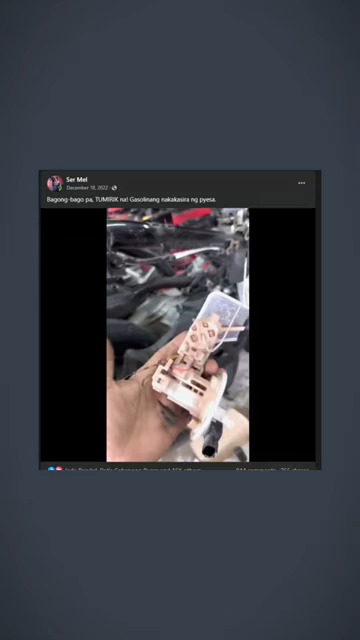 Ser Mel
December 18, 2022
Bagong-bago pa, TUMIRIK na! Gasolinang nakakasira ng pyesa.